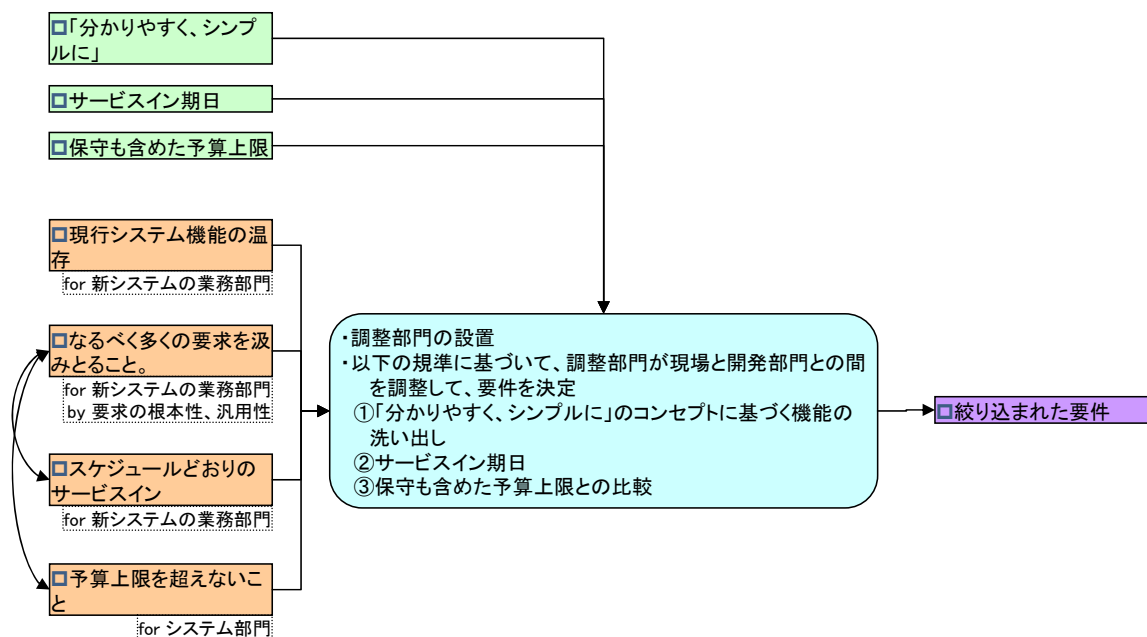 「分かりやすく、シンプ
ルに」
サービスイン期日
保守も含めた予算上限
現行システム機能の温
存
for 新システムの業務部門
なるべく多くの要求を汲
みとること。
for 新システムの業務部門
by 要求の根本性、汎用性
スケジュールどおりの
サービスイン
for 新システムの業務部門
予算上限を超えないこ
と
for システム部門
・調整部門の設置
・以下の規準に基づいて、調整部門が現場と開発部門との間
を調整して、要件を決定
①「分かりやすく、シンプルに」のコンセプトに基づく機能の
洗い出し
②サービスイン期日
③保守も含めた予算上限との比較
絞り込まれた要件